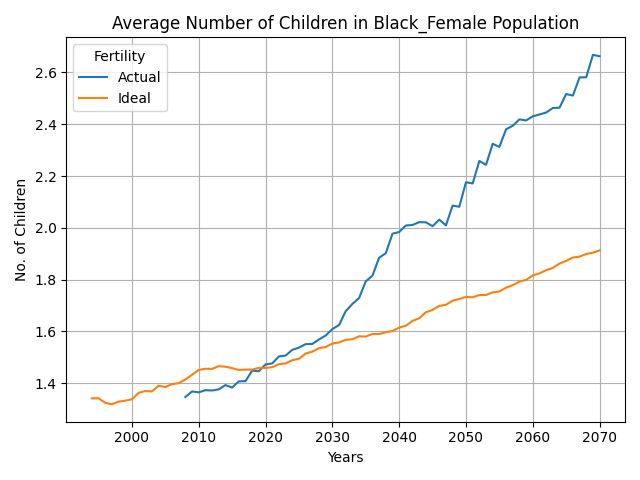 Average Number of Children in Black_Female Population
Fertility
Actual
Ideal
No. of Children
2.6
2.4
2.2
2.0
1.8
1.6
1.4
2000 2010 2020 2030 2040 2050 2060 2070
Years